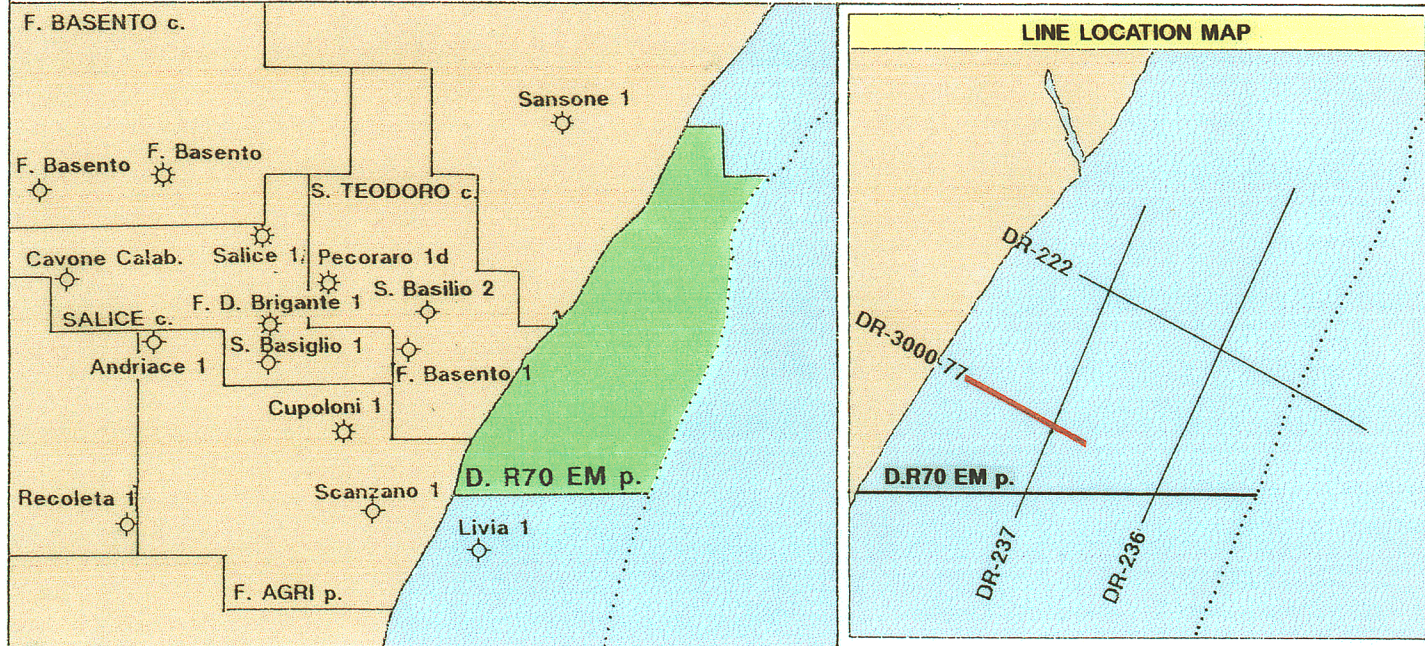 F. BASENTO c.
Sansone 1
F. Basento
F. Basento
S. TEODORO c.
Cavone Calab.
Salice 1
Pecoraro 1d
S. Basilio 2
F. D. Brigante 1
SALICE c.
Andriace 1
S. Basiglio 1
F. Basento 1
Cupoloni 1
D. R70 EM p.
Recoleta 1
Scanzano 1
Livia 1
F. AGRI p.
LINE LOCATION MAP
DR-222
DR-3000-77
D.R70 EM p.
DR-237
DR-236